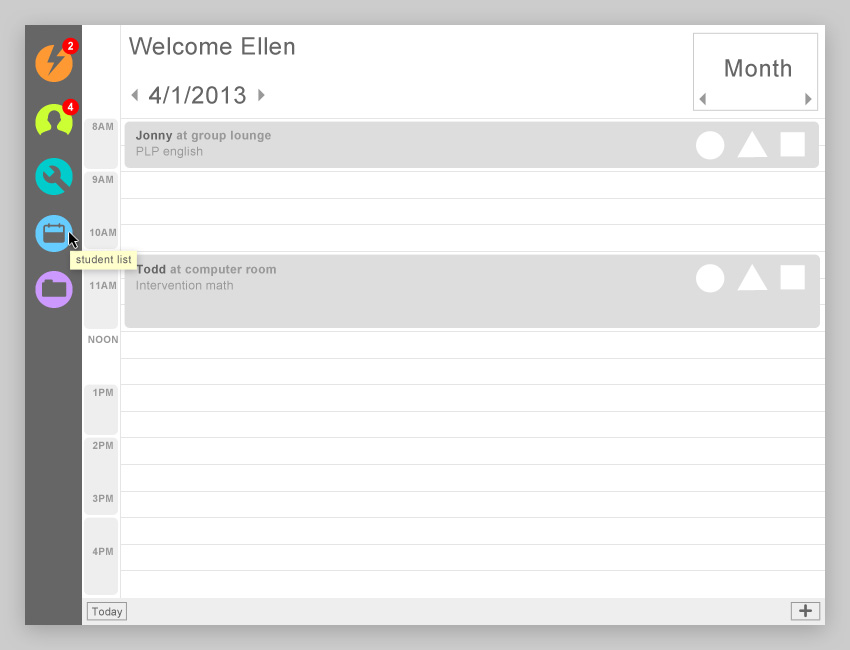 2
Welcome Ellen
Month
4/1/2013
4
8AM
Jonny at group lounge
PLP english
9AM
10AM
student list
Todd at computer room
Intervention math
11AM
NOON
1PM
2PM
3PM
4PM
Today
+